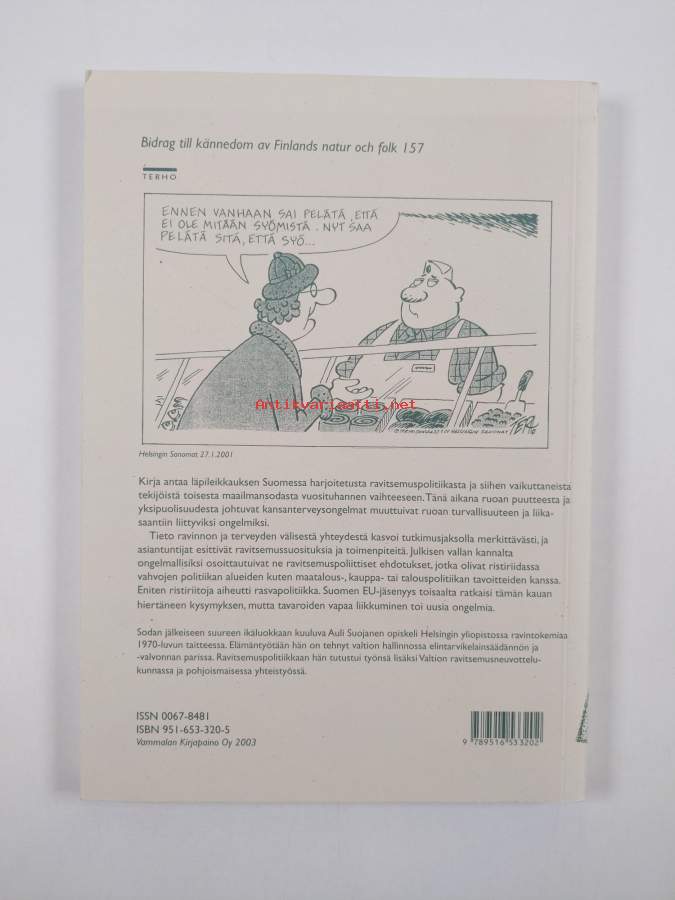 Bidrag till kännedom av Finlands natur och folk 157
TERHO
ENNEN VANHAAN SAI PELÄTÄ, ETTÄ
EI OLE MITÄÄN SYÖMISTÄ. NYT SAA
PELÄTÄ SITÄ, ETTÄ SYÖ...
Antikvariaatti.net
HELSINGIN SANOMAT
Helsingin Sanomat 27.1.2001
Kirja antaa läpileikkauksen Suomessa harjoitetusta ravitsemuspolitiikasta ja siihen vaikuttaneista
tekijöistä toisesta maailmansodasta vuosituhannen vaihteeseen. Tänä aikana ruoan puutteesta ja
yksipuolisuudesta johtuvat kansanterveysongelmat muuttuivat ruoan turvallisuuteen ja liika-
saantiin liittyviksi ongelmiksi.
Tieto ravinnon ja terveyden välisestä yhteydestä kasvoi tutkimusjaksolla merkittävästi, ja
asiantuntijat esittivät ravitsemussuosituksia ja toimenpiteitä. Julkisen vallan kannalta
ongelmallisiksi osoittautuivat ne ravitsemuspoliittiset ehdotukset, jotka olivat ristiriidassa
vahvojen politiikan alueiden kuten maatalous-, kauppa- tai talouspolitiikan tavoitteiden kanssa.
Eniten ristiriitoja aiheutti rasvapolitiikka. Suomen EU-jäsenyys toisaalta ratkaisi tämän kauan
hiertäneen kysymyksen, mutta tavaroiden vapaa liikkuminen toi uusia ongelmia.
Sodan jälkeiseen suureen ikäluokkaan kuuluva Auli Suojanen opiskeli Helsingin yliopistossa ravintokemiaa
1970-luvun taitteessa. Elämäntyötään hän on tehnyt valtion hallinnossa elintarvikelainsäädännön ja
-valvonnan parissa. Ravitsemuspolitiikkaan hän tutustui työnsä lisäksi Valtion ravitsemusneuvottelu-
kunnassa ja pohjoismaisessa yhteistyössä.
ISSN 0067-8481
ISBN 951-653-320-5
Vammalan Kirjapaino Oy 2003
9 789516 533202